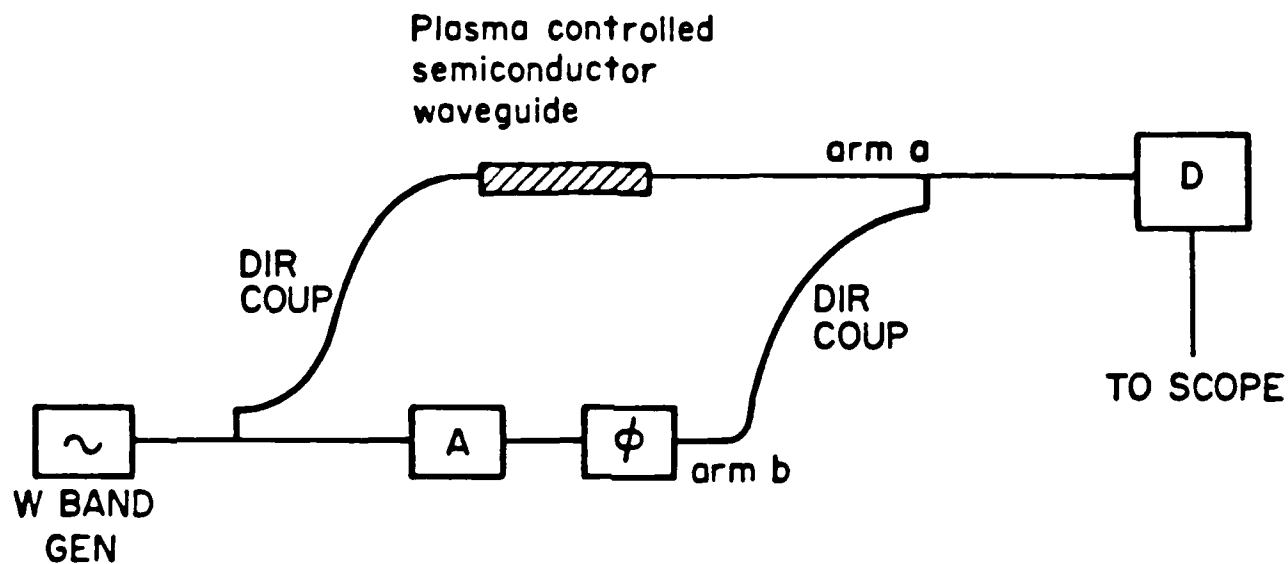 Plasma controlled
semiconductor
waveguide
arm a
D
DIR
COUP
DIR
COUP
TO SCOPE
~
A
ϕ
arm b
W BAND
GEN